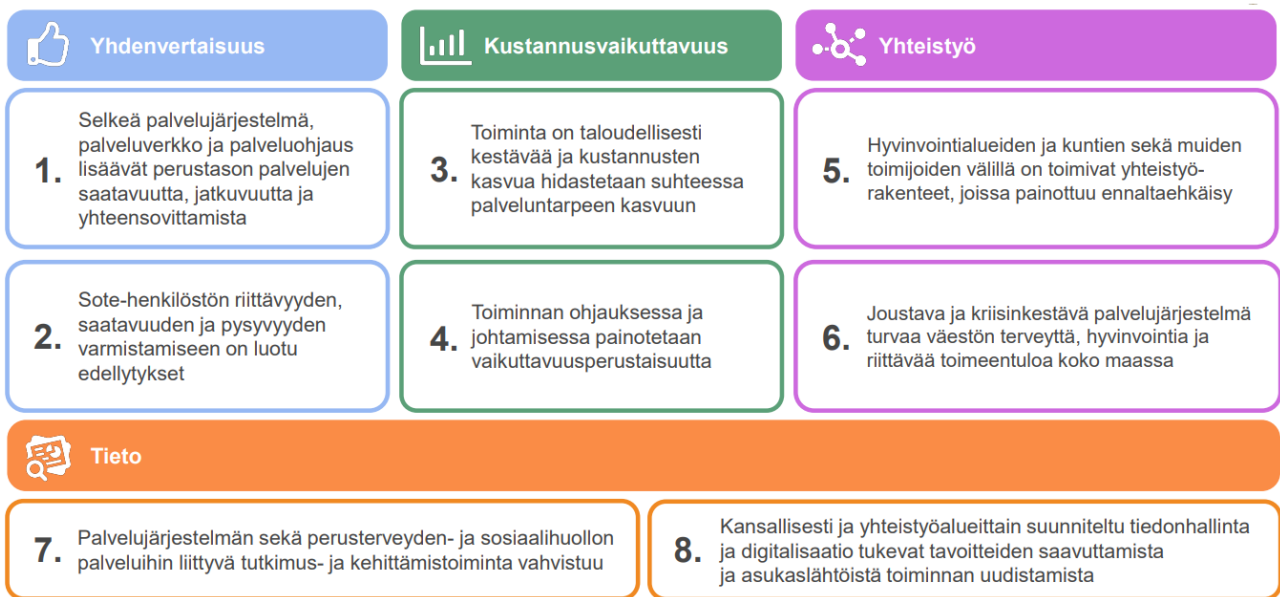 Yhdenvertaisuus
1.
Selkeä palvelujärjestelmä,
palveluverkko ja palveluohjaus
lisäävät perustason palvelujen
saatavuutta, jatkuvuutta ja
yhteensovittamista
2.
Sote-henkilöstön riittävyyden,
saatavuuden ja pysyvyyden
varmistamiseen on luotu
edellytykset
Kustannusvaikuttavuus
3.
Toiminta on taloudellisesti
kestävää ja kustannusten
kasvua hidastetaan suhteessa
palveluntarpeen kasvuun
4.
Toiminnan ohjauksessa ja
johtamisessa painotetaan
vaikuttavuusperustaisuutta
Yhteistyö
5.
Hyvinvointialueiden ja kuntien sekä muiden
toimijoiden välillä on toimivat yhteistyö-
rakenteet, joissa painottuu ennaltaehkäisy
6.
Joustava ja kriisinkestävä palvelujärjestelmä
turvaa väestön terveyttä, hyvinvointia ja
riittävää toimeentuloa koko maassa
Tieto
7.
Palvelujärjestelmän sekä perusterveyden- ja sosiaalihuollon
palveluihin liittyvä tutkimus- ja kehittämistoiminta vahvistuu
8.
Kansallisesti ja yhteistyöalueittain suunniteltu tiedonhallinta
ja digitalisaatio tukevat tavoitteiden saavuttamista
ja asukaslähtöistä toiminnan uudistamista